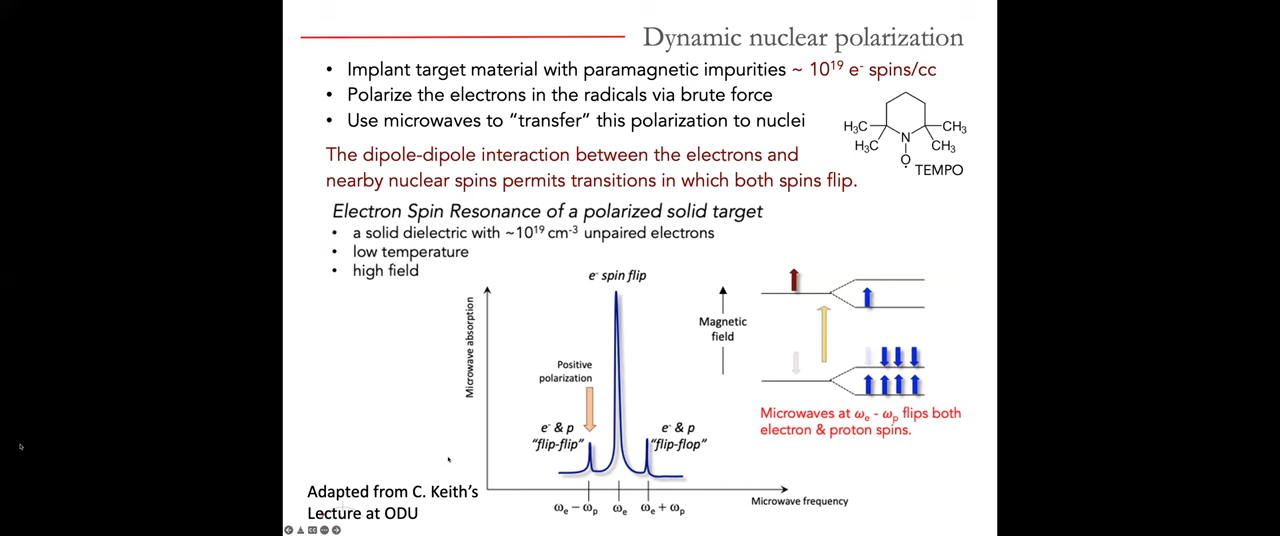 Dynamic nuclear polarization
• Implant target material with paramagnetic impurities ~ 10¹⁹ e⁻ spins/cc
• Polarize the electrons in the radicals via brute force
• Use microwaves to “transfer” this polarization to nuclei
The dipole-dipole interaction between the electrons and
nearby nuclear spins permits transitions in which both spins flip.
H₃C
CH₃
H₃C
N
CH₃
O
TEMPO
Electron Spin Resonance of a polarized solid target
• a solid dielectric with ~10¹⁹ cm⁻³ unpaired electrons
• low temperature
• high field
e⁻ spin flip
Microwave absorption
Positive
polarization
e⁻ & p
“flip-flip”
e⁻ & p
“flip-flop”
Magnetic
field
Microwaves at ωₑ - ωₚ flips both
electron & proton spins.
ωₑ − ωₚ
ωₑ
ωₑ + ωₚ
Microwave frequency
Adapted from C. Keith’s
Lecture at ODU